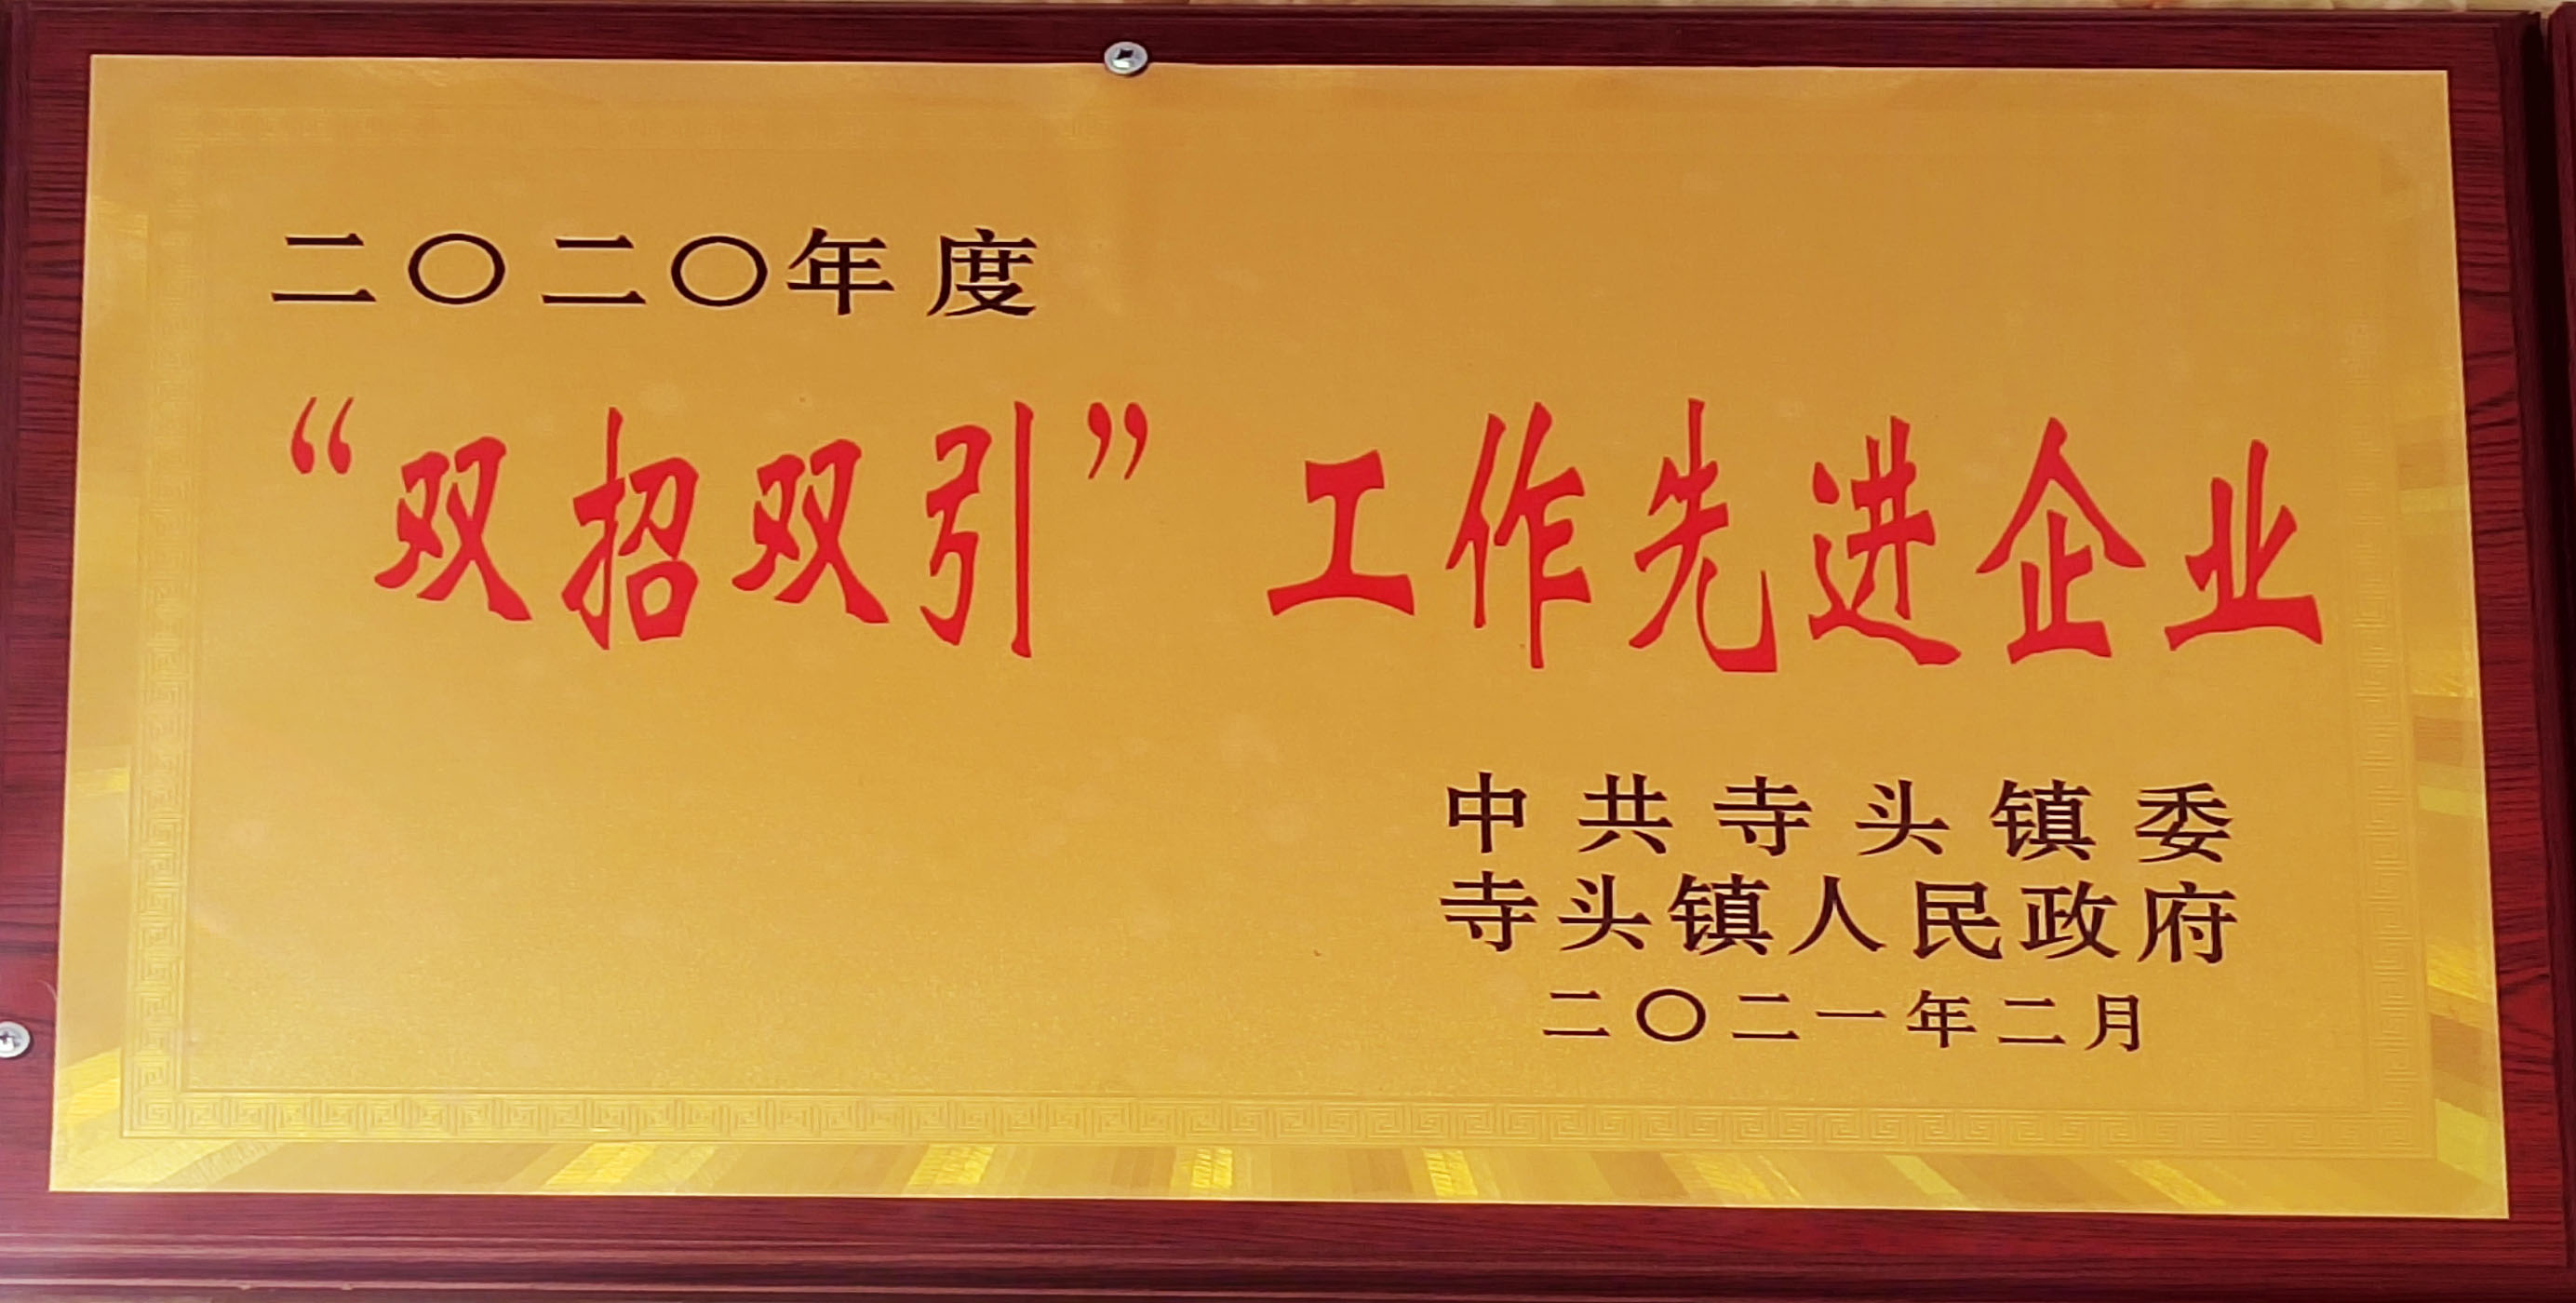 二〇二〇年度
“双招双引”工作先进企业
中共寺头镇委
寺头镇人民政府
二〇二一年二月